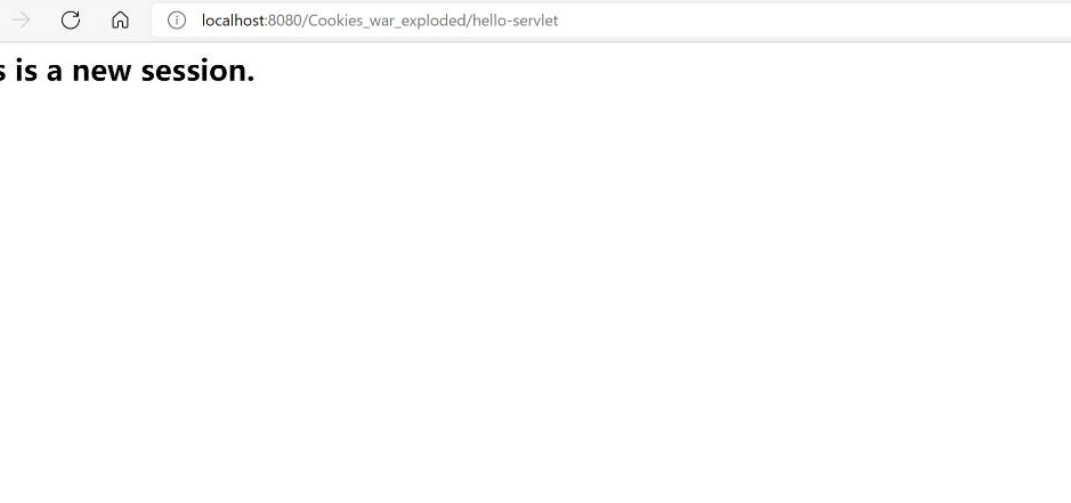 localhost:8080/Cookies_war_exploded/hello-servlet
s is a new session.